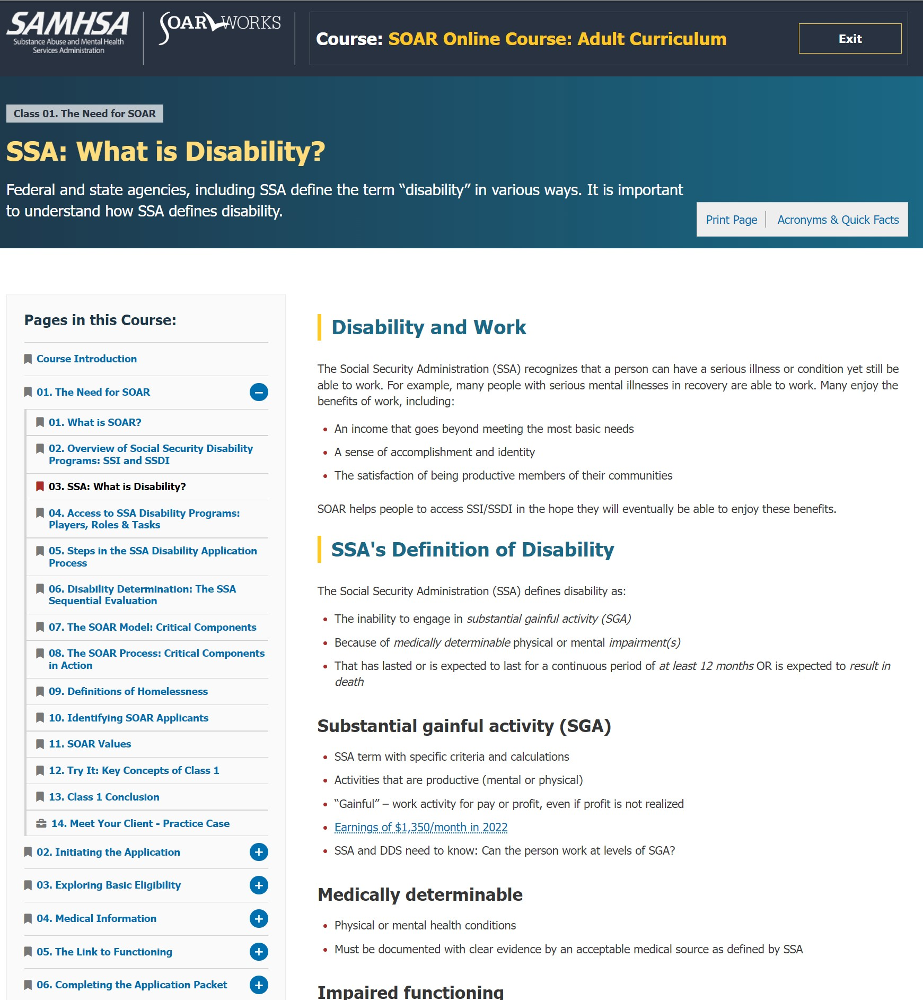 SAMHSA
Substance Abuse and Mental Health
Services Administration
SOAR WORKS
Course: SOAR Online Course: Adult Curriculum
Exit
Class 01. The Need for SOAR
SSA: What is Disability?
Federal and state agencies, including SSA define the term “disability” in various ways. It is important
to understand how SSA defines disability.
Print Page
Acronyms & Quick Facts
Pages in this Course:
Course Introduction
01. The Need for SOAR
01. What is SOAR?
02. Overview of Social Security Disability
Programs: SSI and SSDI
03. SSA: What is Disability?
04. Access to SSA Disability Programs:
Players, Roles & Tasks
05. Steps in the SSA Disability Application
Process
06. Disability Determination: The SSA
Sequential Evaluation
07. The SOAR Model: Critical Components
08. The SOAR Process: Critical Components
in Action
09. Definitions of Homelessness
10. Identifying SOAR Applicants
11. SOAR Values
12. Try It: Key Concepts of Class 1
13. Class 1 Conclusion
14. Meet Your Client - Practice Case
02. Initiating the Application
03. Exploring Basic Eligibility
04. Medical Information
05. The Link to Functioning
06. Completing the Application Packet
Disability and Work
The Social Security Administration (SSA) recognizes that a person can have a serious illness or condition yet still be
able to work. For example, many people with serious mental illnesses in recovery are able to work. Many enjoy the
benefits of work, including:
• An income that goes beyond meeting the most basic needs
• A sense of accomplishment and identity
• The satisfaction of being productive members of their communities
SOAR helps people to access SSI/SSDI in the hope they will eventually be able to enjoy these benefits.
SSA's Definition of Disability
The Social Security Administration (SSA) defines disability as:
• The inability to engage in substantial gainful activity (SGA)
• Because of medically determinable physical or mental impairment(s)
• That has lasted or is expected to last for a continuous period of at least 12 months OR is expected to result in
death
Substantial gainful activity (SGA)
• SSA term with specific criteria and calculations
• Activities that are productive (mental or physical)
• “Gainful” – work activity for pay or profit, even if profit is not realized
• Earnings of $1,350/month in 2022
• SSA and DDS need to know: Can the person work at levels of SGA?
Medically determinable
• Physical or mental health conditions
• Must be documented with clear evidence by an acceptable medical source as defined by SSA
Impaired functioning